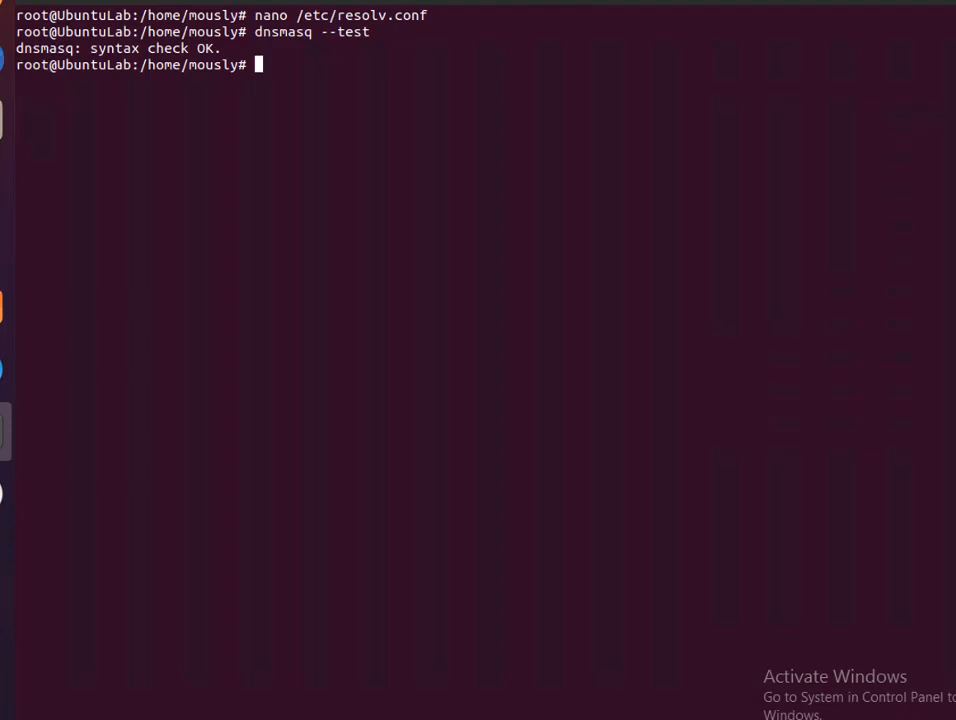 root@UbuntuLab:/home/mously# nano /etc/resolv.conf
root@UbuntuLab:/home/mously# dnsmasq --test
dnsmasq: syntax check OK.
root@UbuntuLab:/home/mously#
Activate Windows
Go to System in Control Panel to
Windows.